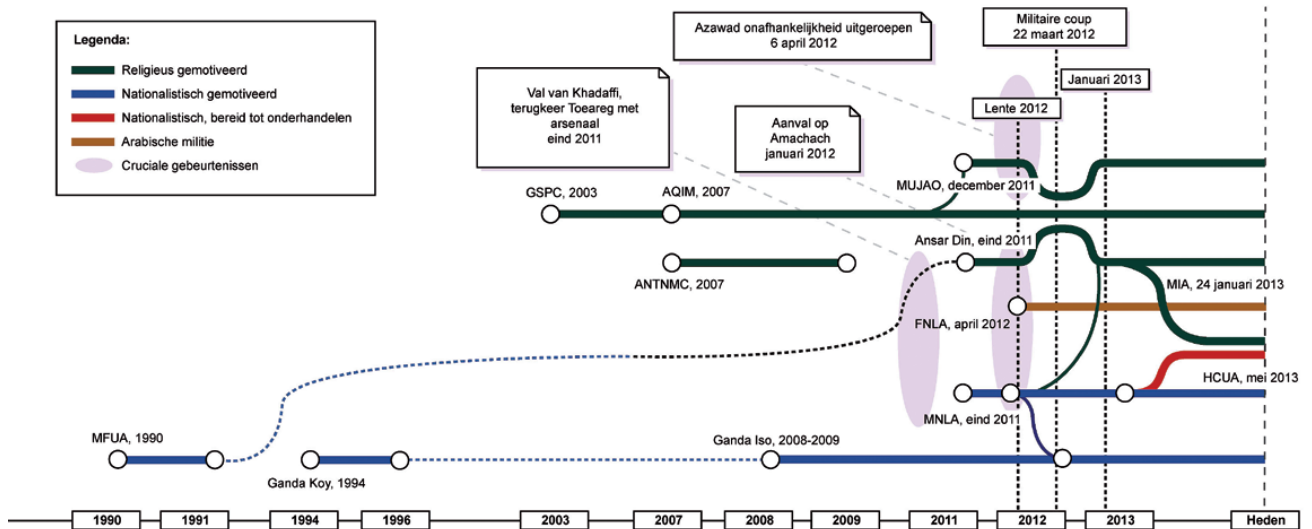 Legenda:
Religieus gemotiveerd
Nationalistisch gemotiveerd
Nationalistisch, bereid tot onderhandelen
Arabische militie
Cruciale gebeurtenissen
Azawad onafhankelijkheid uitgeroepen
6 april 2012
Militaire coup
22 maart 2012
Val van Khadaffi,
terugkeer Toeareg met
arsenaal
eind 2011
Aanval op
Amachach
januari 2012
Lente 2012
Januari 2013
GSPC, 2003
AQIM, 2007
MUJAO, december 2011
ANTNMC, 2007
Ansar Din, eind 2011
MIA, 24 januari 2013
FNLA, april 2012
HCUA, mei 2013
MNLA, eind 2011
MFUA, 1990
Ganda Koy, 1994
Ganda Iso, 2008-2009
1990
1991
1994
1996
2003
2007
2008
2009
2011
2012
2013
Heden